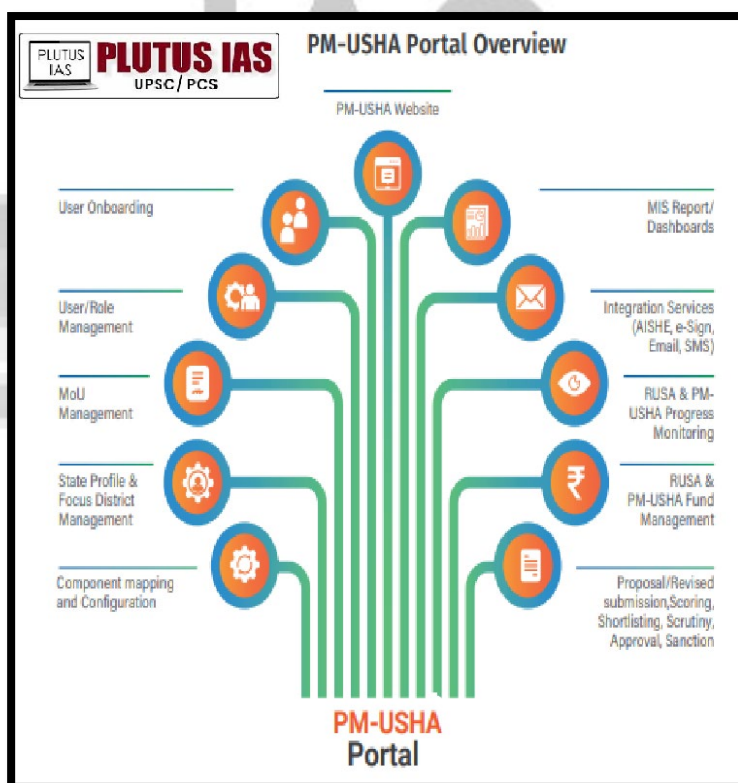 PLUTUS
IAS
PLUTUS IAS
UPSC/PCS
PM-USHA Portal Overview
PM-USHA Website
User Onboarding
User/Role
Management
MoU
Management
State Profile &
Focus District
Management
Component mapping
and Configuration
MIS Report/
Dashboards
Integration Services
(AISHE, e-Sign,
Email, SMS)
RUSA & PM-
USHA Progress
Monitoring
RUSA &
PM-USHA Fund
Management
Proposal/Revised
submission,Scoring,
Shortlisting, Scrutiny,
Approval, Sanction
PM-USHA
Portal